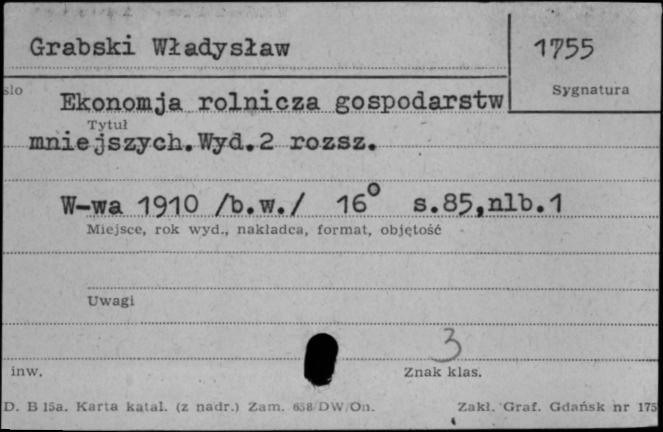 Grabski Władysław
1755
sło
Sygnatura
Ekonomja rolnicza gospodarstw
Tytuł
mniejszych.Wyd.2 rozsz.
W-wa 1910 /b.w./ 16° s.85,nlb.1
Miejsce, rok wyd., nakładca, format, objętość
Uwagi
3
inw.
Znak klas.
D. B 15a. Karta katal. (z nadr.) Zam. 658/DW/On.
Zakł. Graf. Gdańsk nr 175